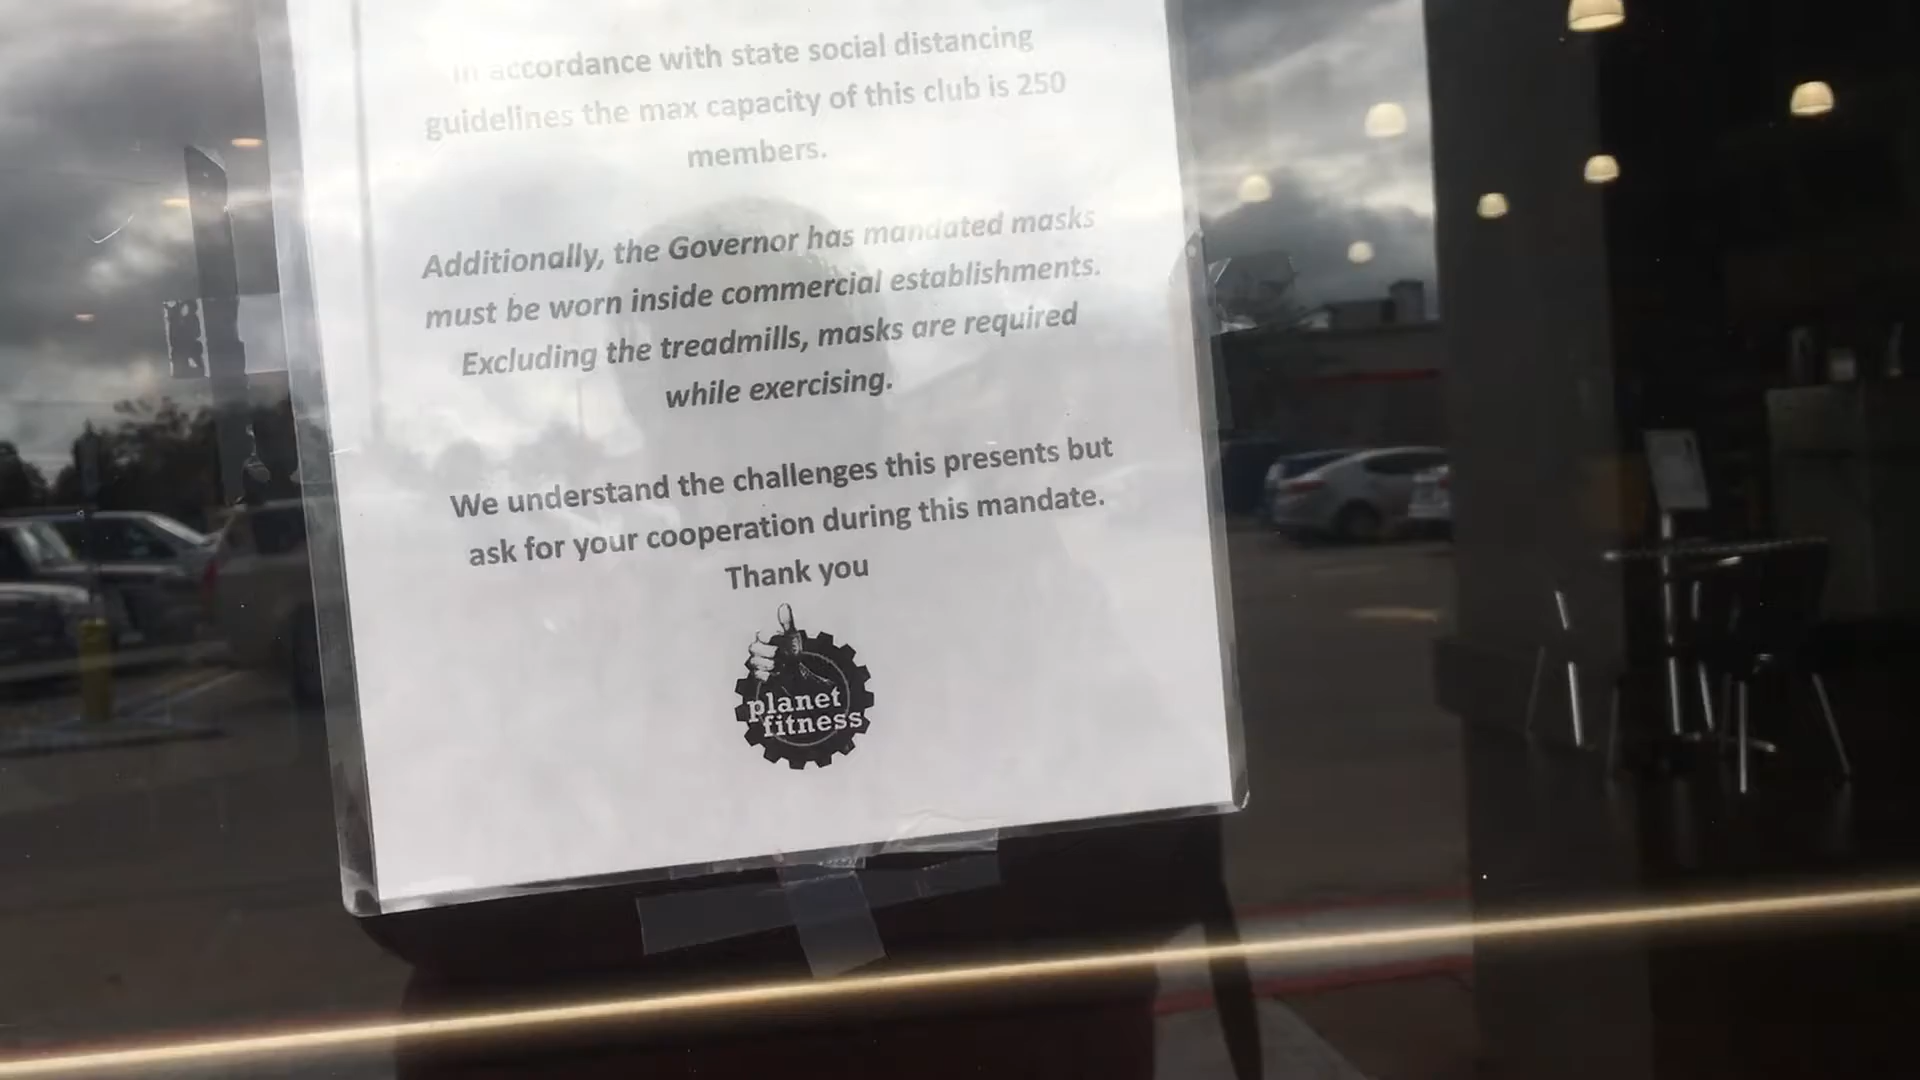 In accordance with state social distancing
guidelines the max capacity of this club is 250
members.
Additionally, the Governor has mandated masks
must be worn inside commercial establishments.
Excluding the treadmills, masks are required
while exercising.
We understand the challenges this presents but
ask for your cooperation during this mandate.
Thank you
planet
fitness